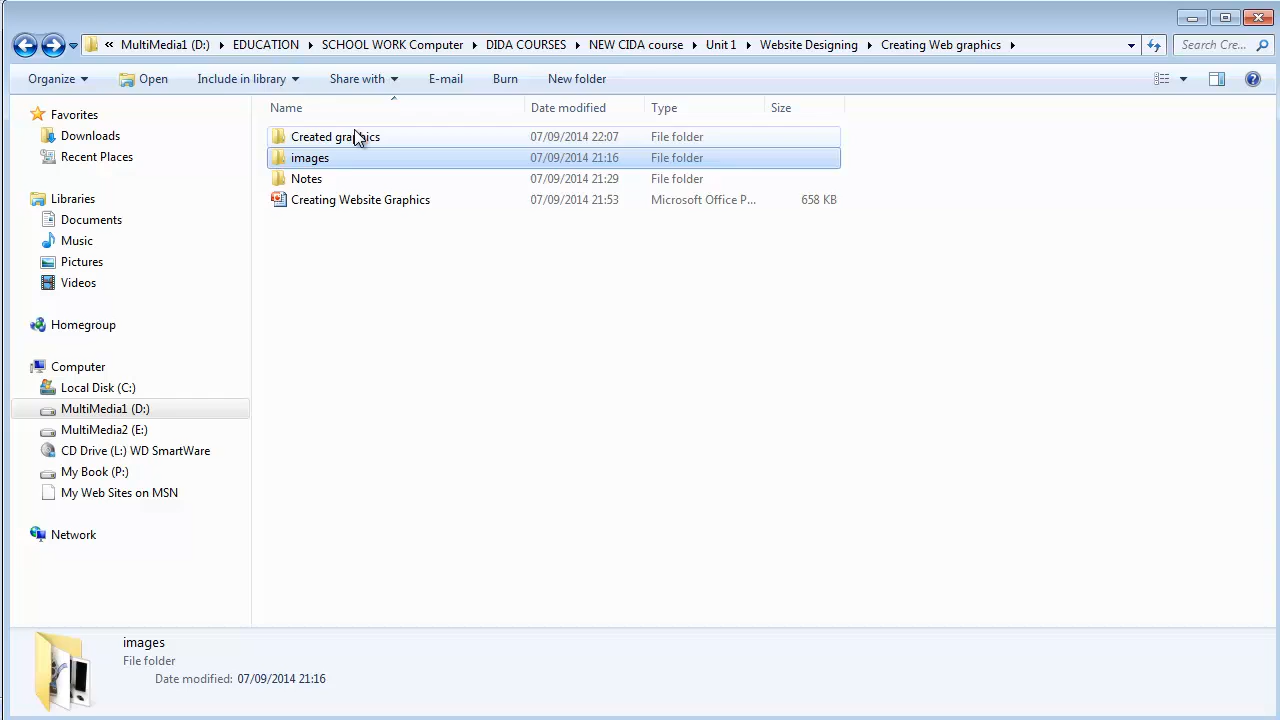 « MultiMedia1 (D:) EDUCATION SCHOOL WORK Computer DIDA COURSES NEW CIDA course Unit 1 Website Designing Creating Web graphics Search Cre...
Organize Open Include in library Share with E-mail Burn New folder
Name Date modified Type Size
Favorites
Downloads
Recent Places
Libraries
Documents
Music
Pictures
Videos
Homegroup
Computer
Local Disk (C:)
MultiMedia1 (D:)
MultiMedia2 (E:)
CD Drive (L:) WD SmartWare
My Book (P:)
My Web Sites on MSN
Network
Created graphics 07/09/2014 22:07 File folder
images 07/09/2014 21:16 File folder
Notes 07/09/2014 21:29 File folder
Creating Website Graphics 07/09/2014 21:53 Microsoft Office P... 658 KB
images
File folder
Date modified: 07/09/2014 21:16